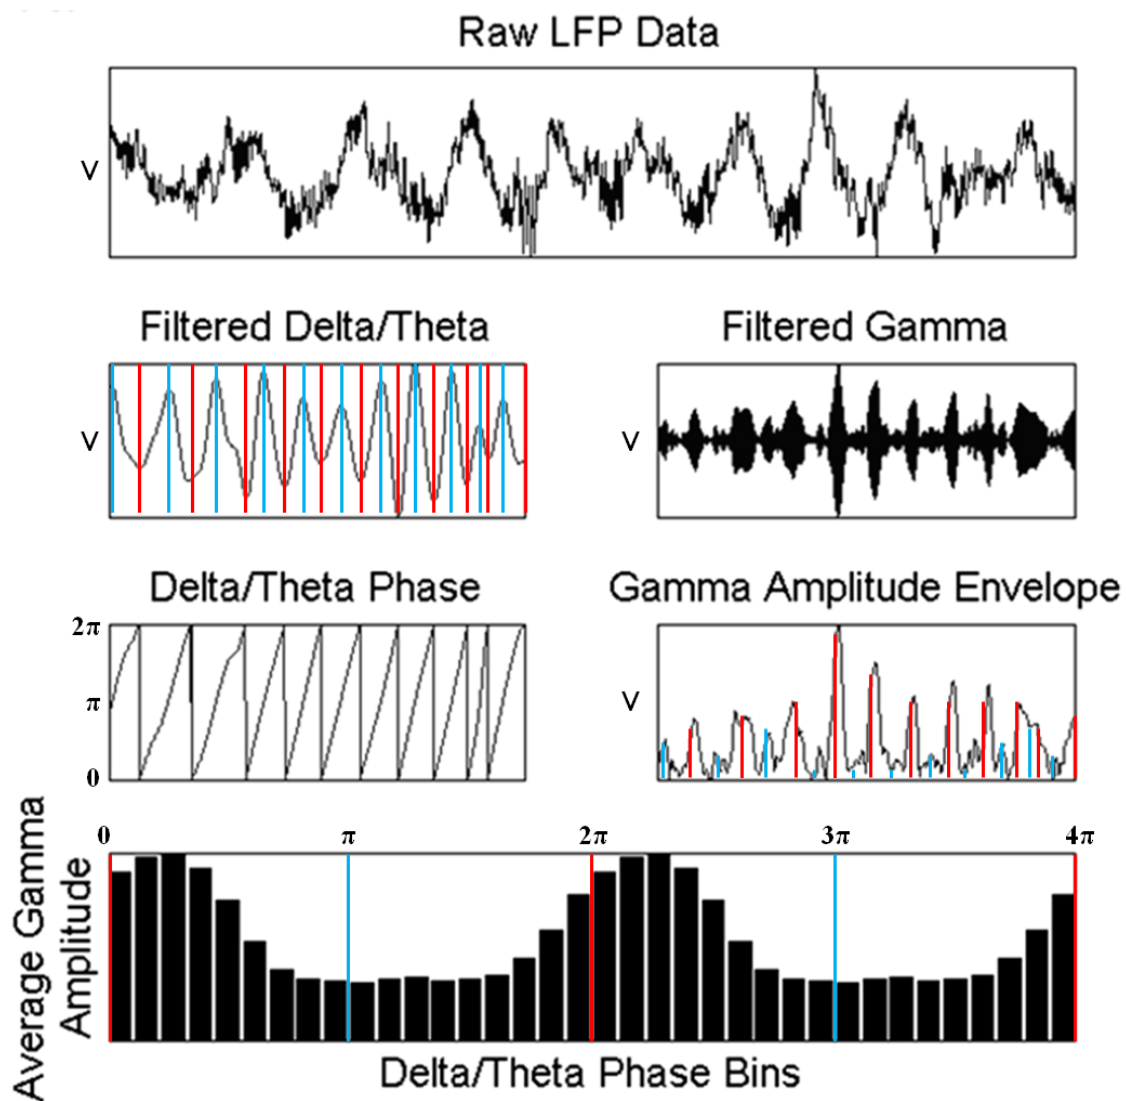 Raw LFP Data
V
Filtered Delta/Theta
Filtered Gamma
V
V
Delta/Theta Phase
Gamma Amplitude Envelope
2π
π
0
V
0
π
2π
3π
4π
Average Gamma
Amplitude
Delta/Theta Phase Bins